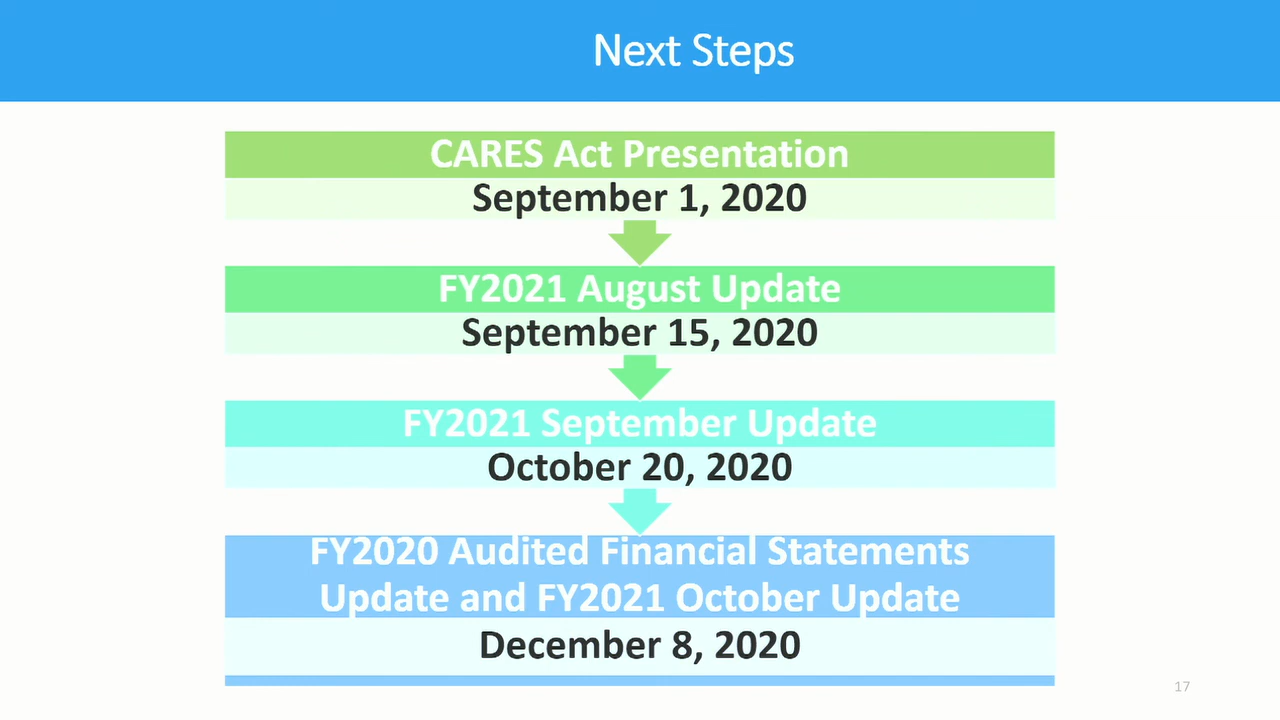 Next Steps
CARES Act Presentation
September 1, 2020
FY2021 August Update
September 15, 2020
FY2021 September Update
October 20, 2020
FY2020 Audited Financial Statements
Update and FY2021 October Update
December 8, 2020
17